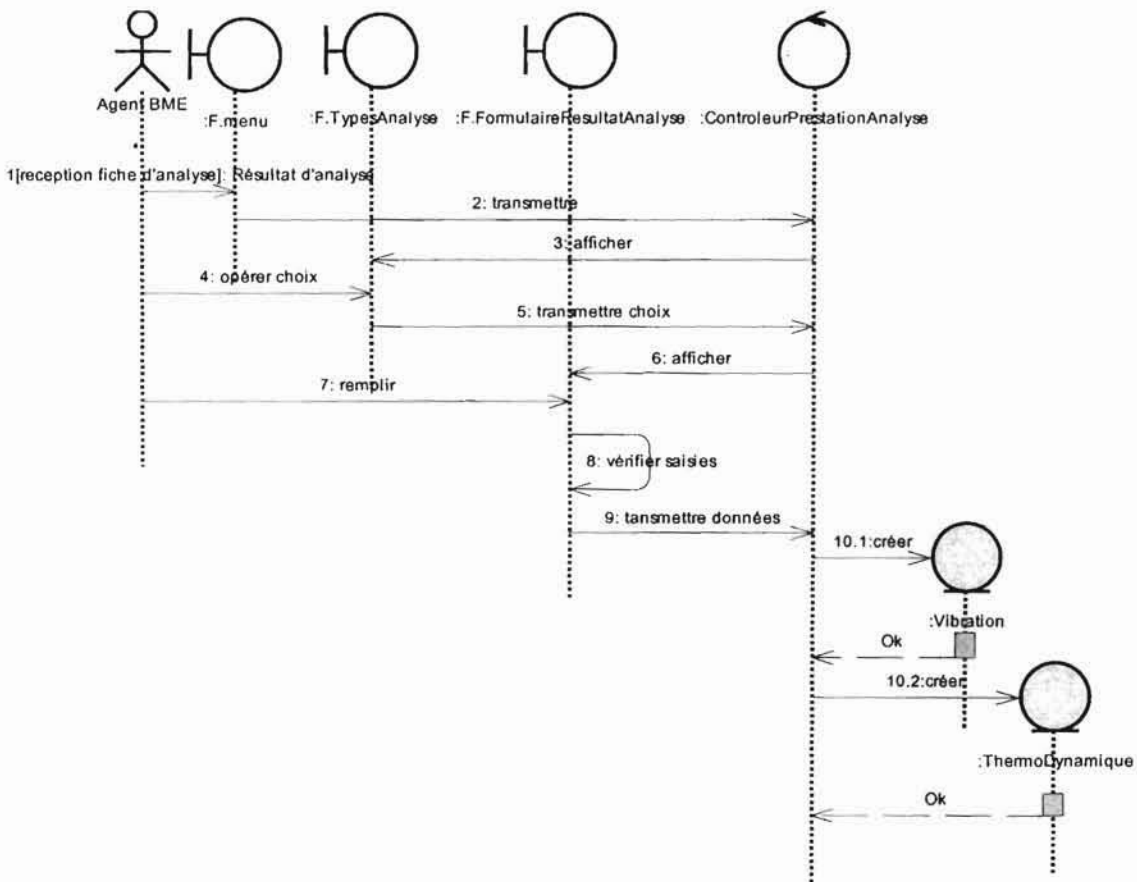 Agent BME
:F.menu
:F.TypesAnalyse
:F.FormulaireResultatAnalyse
:ControleurPrestationAnalyse
1[reception fiche d'analyse]: Résultat d'analyse
2: transmettre
3: afficher
4: opérer choix
5: transmettre choix
6: afficher
7: remplir
8: vérifier saisies
9: tansmettre données
10.1:créer
:Vibration
Ok
10.2:créer
:ThermoDynamique
Ok